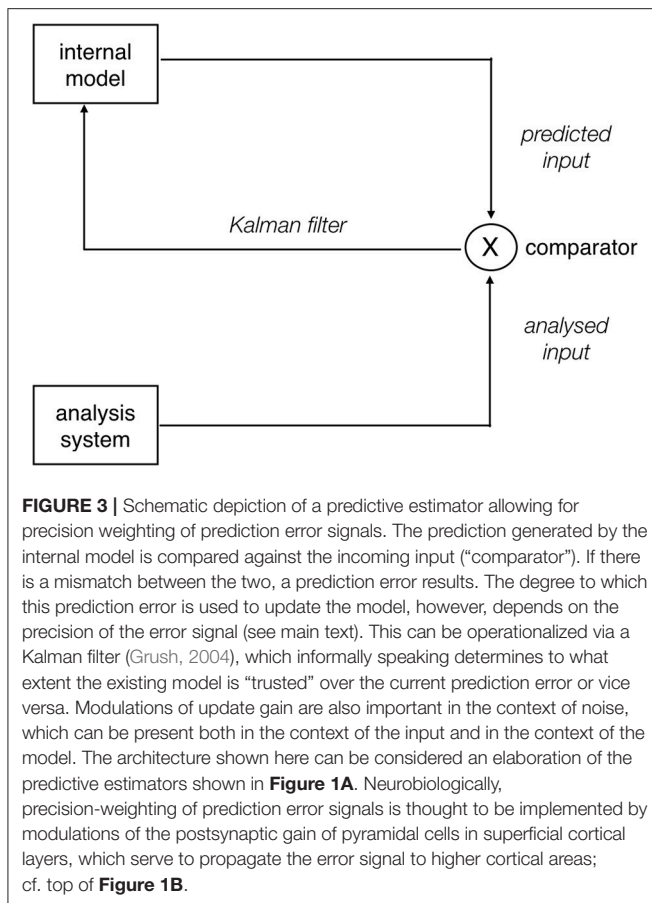 internal
model
predicted
input
Kalman filter
X
comparator
analysed
input
analysis
system
FIGURE 3 | Schematic depiction of a predictive estimator allowing for
precision weighting of prediction error signals. The prediction generated by the
internal model is compared against the incoming input (“comparator”). If there
is a mismatch between the two, a prediction error results. The degree to which
this prediction error is used to update the model, however, depends on the
precision of the error signal (see main text). This can be operationalized via a
Kalman filter (Grush, 2004), which informally speaking determines to what
extent the existing model is “trusted” over the current prediction error or vice
versa. Modulations of update gain are also important in the context of noise,
which can be present both in the context of the input and in the context of the
model. The architecture shown here can be considered an elaboration of the
predictive estimators shown in Figure 1A. Neurobiologically,
precision-weighting of prediction error signals is thought to be implemented by
modulations of the postsynaptic gain of pyramidal cells in superficial cortical
layers, which serve to propagate the error signal to higher cortical areas;
cf. top of Figure 1B.